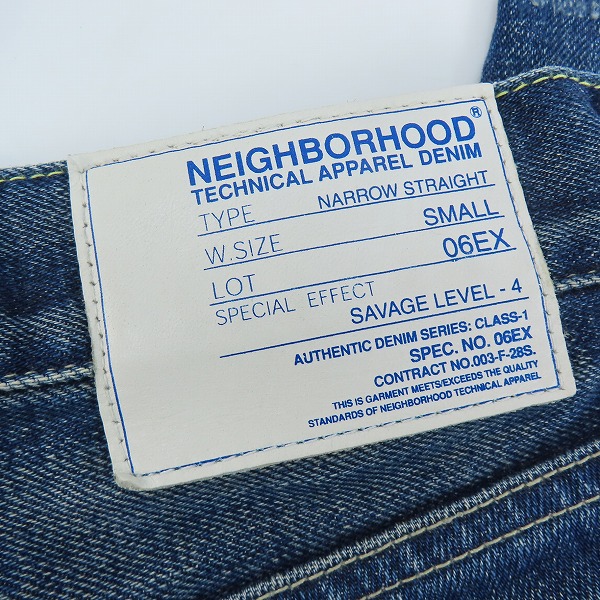 NEIGHBORHOOD®
TECHNICAL APPAREL DENIM
TYPE NARROW STRAIGHT
W.SIZE SMALL
LOT 06EX
SPECIAL EFFECT
SAVAGE LEVEL - 4
AUTHENTIC DENIM SERIES: CLASS-1
SPEC. NO. 06EX
CONTRACT NO.003-F-28S.
THIS IS GARMENT MEETS/EXCEEDS THE QUALITY
STANDARDS OF NEIGHBORHOOD TECHNICAL APPAREL